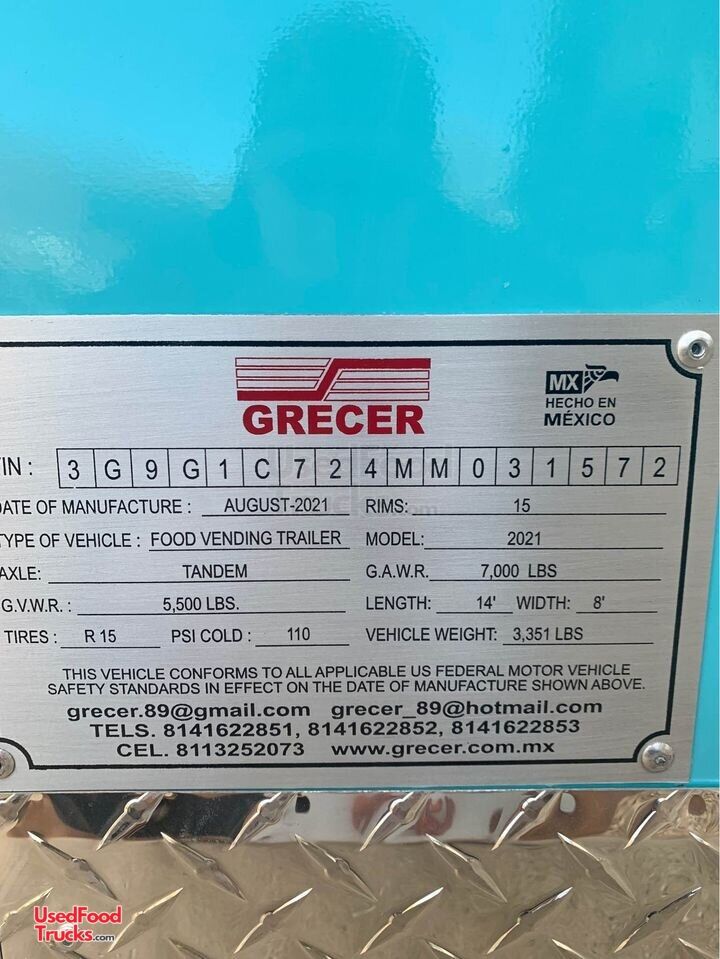 GRECER
MX
HECHO EN
MÉXICO
IN : 3 G 9 G 1 C 7 2 4 M M 0 3 1 5 7 2
DATE OF MANUFACTURE : AUGUST-2021 RIMS: 15
TYPE OF VEHICLE : FOOD VENDING TRAILER MODEL: 2021
AXLE: TANDEM G.A.W.R. 7,000 LBS
G.V.W.R. : 5,500 LBS. LENGTH: 14' WIDTH: 8'
TIRES : R 15 PSI COLD : 110 VEHICLE WEIGHT: 3,351 LBS
THIS VEHICLE CONFORMS TO ALL APPLICABLE US FEDERAL MOTOR VEHICLE
SAFETY STANDARDS IN EFFECT ON THE DATE OF MANUFACTURE SHOWN ABOVE.
grecer.89@gmail.com grecer_89@hotmail.com
TELS. 8141622851, 8141622852, 8141622853
CEL. 8113252073 www.grecer.com.mx
UsedFood
Trucks.com